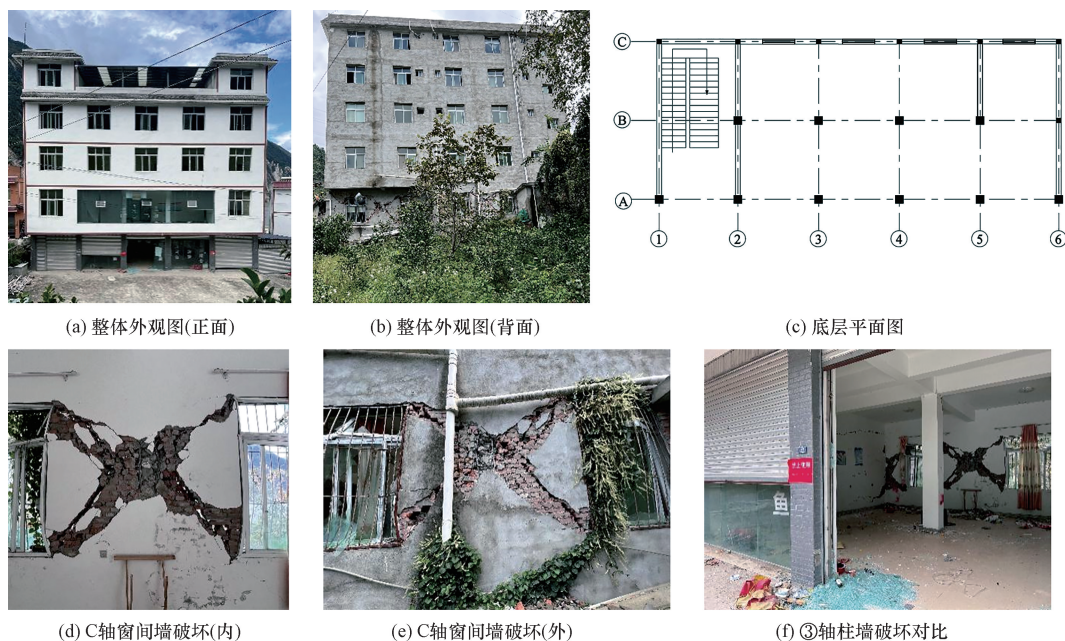 (a) 整体外观图(正面)
(b) 整体外观图(背面)
Ⓒ
Ⓑ
Ⓐ
① ② ③ ④ ⑤ ⑥
(c) 底层平面图
(d) C轴窗间墙破坏(内)
(e) C轴窗间墙破坏(外)
鱼
(f) ③轴柱墙破坏对比